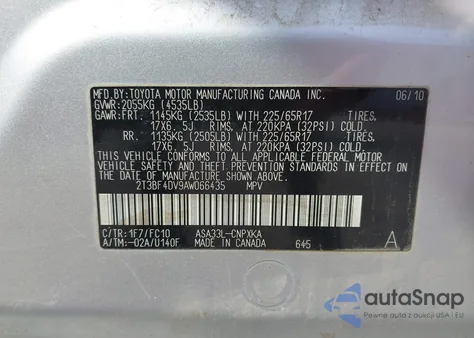 MFD. BY: TOYOTA MOTOR MANUFACTURING CANADA INC. 06/10
GVWR: 2055KG (4535LB)
GAWR: FRT. 1145KG (2535LB) WITH 225/65R17 TIRES,
17X6. 5J RIMS, AT 220KPA (32PSI) COLD.
RR. 1135KG (2505LB) WITH 225/65R17 TIRES,
17X6. 5J RIMS, AT 220KPA (32PSI) COLD.
THIS VEHICLE CONFORMS TO ALL APPLICABLE FEDERAL MOTOR
VEHICLE SAFETY AND THEFT PREVENTION STANDARDS IN EFFECT ON
THE DATE OF MANUFACTURE SHOWN ABOVE.
2T3BF4DV9AW066435 MPV
C/TR: 1F7/FC10 ASA33L-CNPXKA
A/TM: -02A/U140F MADE IN CANADA 645 A
autoSnap
Pewne auto z USA i EU